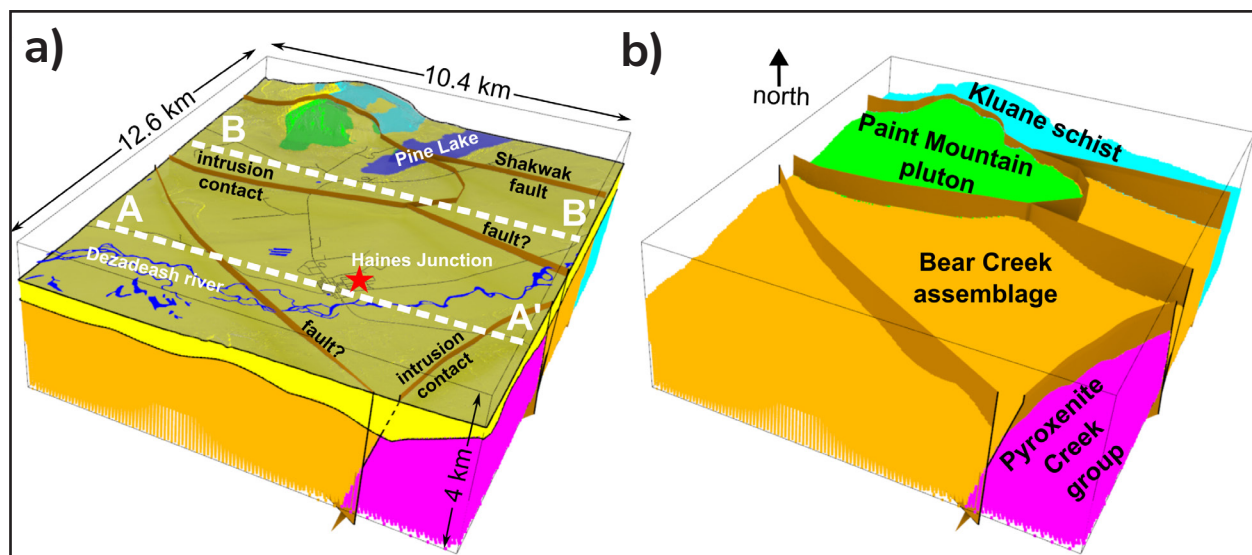 a)
12.6 km
10.4 km
B
Pine Lake
intrusion
contact
Shakwak
fault
A
B'
fault?
Haines Junction
Dezadeash river
A'
fault?
intrusion
contact
4 km
b)
north
Kluane schist
Paint Mountain
pluton
Bear Creek
assemblage
Pyroxenite
Creek
group